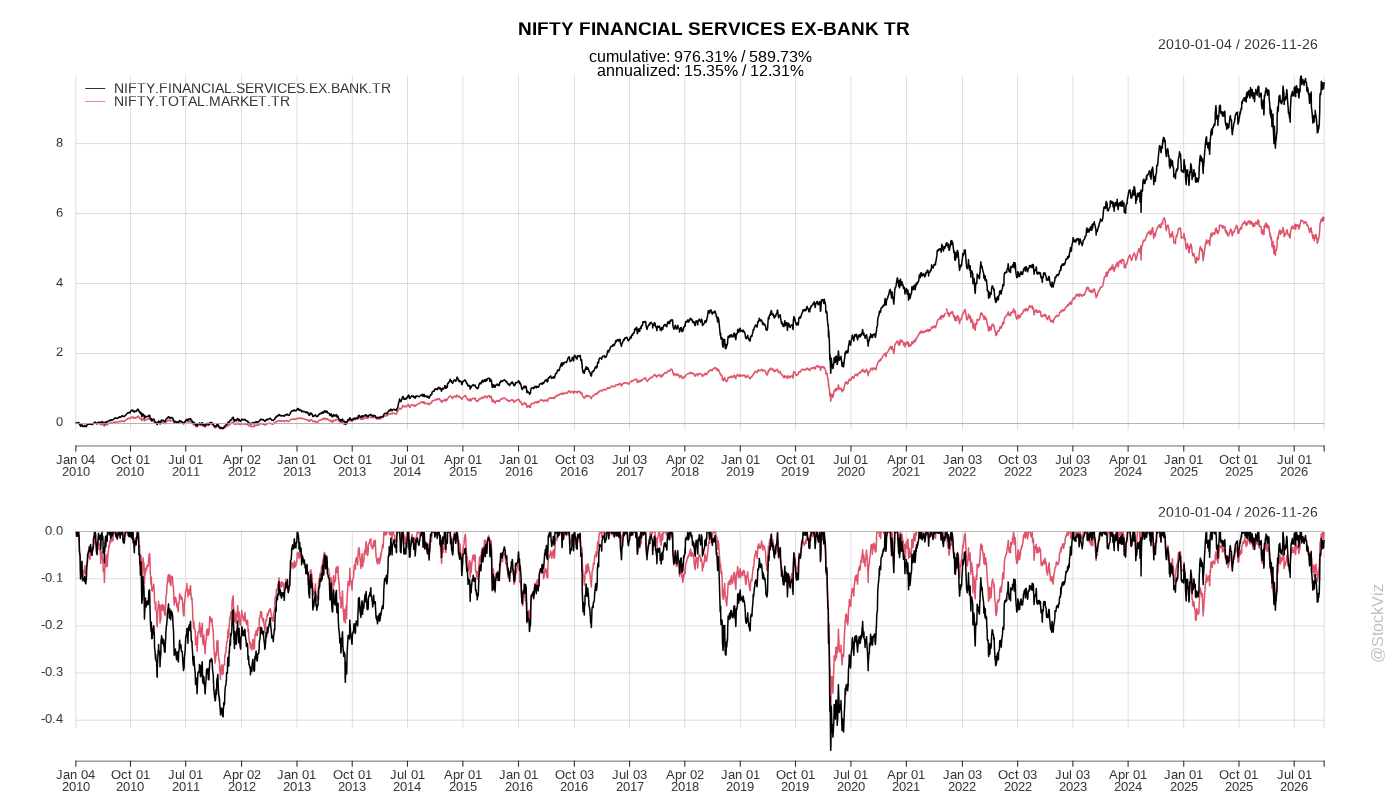 NIFTY FINANCIAL SERVICES EX-BANK TR
2010-01-04 / 2026-11-26
cumulative: 976.31% / 589.73%
annualized: 15.35% / 12.31%
NIFTY.FINANCIAL.SERVICES.EX.BANK.TR
NIFTY.TOTAL.MARKET.TR
8
6
4
2
0
Jan 04 Oct 01 Jul 01 Apr 02 Jan 01 Oct 01 Jul 01 Apr 01 Jan 01 Oct 03 Jul 03 Apr 02 Jan 01 Oct 01 Jul 01 Apr 01 Jan 03 Oct 03 Jul 03 Apr 01 Jan 01 Oct 01 Jul 01
2010 2010 2011 2012 2013 2013 2014 2015 2016 2016 2017 2018 2019 2019 2020 2021 2022 2022 2023 2024 2025 2025 2026
2010-01-04 / 2026-11-26
0.0
-0.1
-0.2
-0.3
-0.4
Jan 04 Oct 01 Jul 01 Apr 02 Jan 01 Oct 01 Jul 01 Apr 01 Jan 01 Oct 03 Jul 03 Apr 02 Jan 01 Oct 01 Jul 01 Apr 01 Jan 03 Oct 03 Jul 03 Apr 01 Jan 01 Oct 01 Jul 01
2010 2010 2011 2012 2013 2013 2014 2015 2016 2016 2017 2018 2019 2019 2020 2021 2022 2022 2023 2024 2025 2025 2026
@StockViz